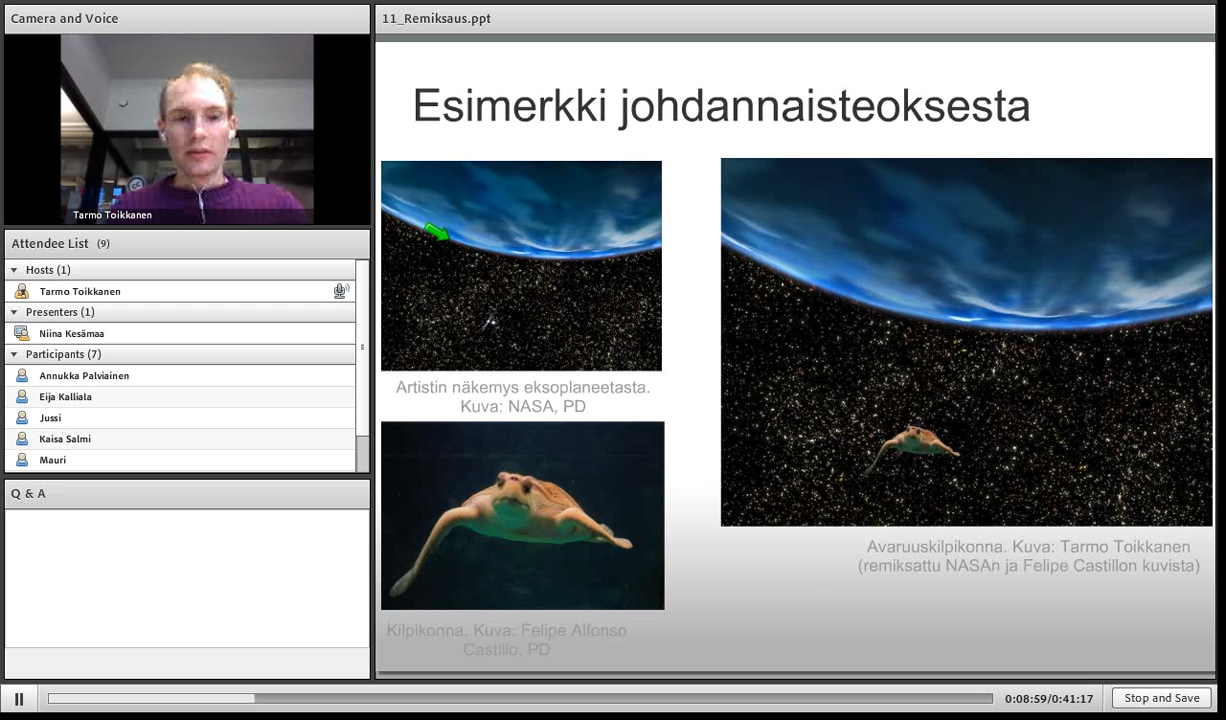 Camera and Voice
Tarmo Toikkanen
Attendee List (9)
Hosts (1)
Tarmo Toikkanen
Presenters (1)
Niina Kesämaa
Participants (7)
Annukka Palviainen
Eija Kalliala
Jussi
Kaisa Salmi
Mauri
Q & A
11_Remiksaus.ppt
Esimerkki johdannaisteoksesta
Artistin näkemys eksoplaneetasta.
Kuva: NASA, PD
Kilpikonna. Kuva: Felipe Alfonso
Castillo, PD
Avaruuskilpikonna. Kuva: Tarmo Toikkanen
(remiksattu NASAn ja Felipe Castillon kuvista)
0:08:59/0:41:17
Stop and Save